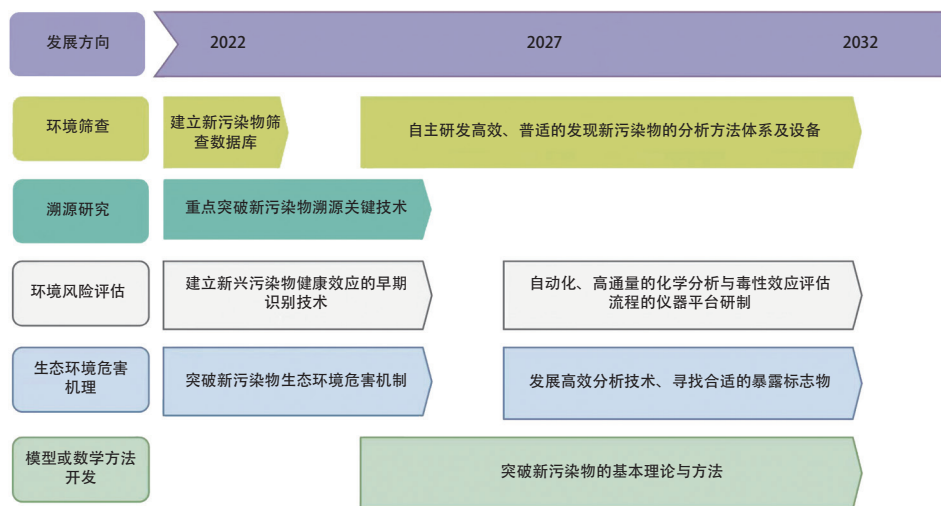 发展方向
2022
2027
2032
环境筛查
建立新污染物筛
查数据库
自主研发高效、普适的发现新污染物的分析方法体系及设备
溯源研究
重点突破新污染物溯源关键技术
环境风险评估
建立新兴污染物健康效应的早期
识别技术
自动化、高通量的化学分析与毒性效应评估
流程的仪器平台研制
生态环境危害
机理
突破新污染物生态环境危害机制
发展高效分析技术、寻找合适的暴露标志物
模型或数学方法
开发
突破新污染物的基本理论与方法